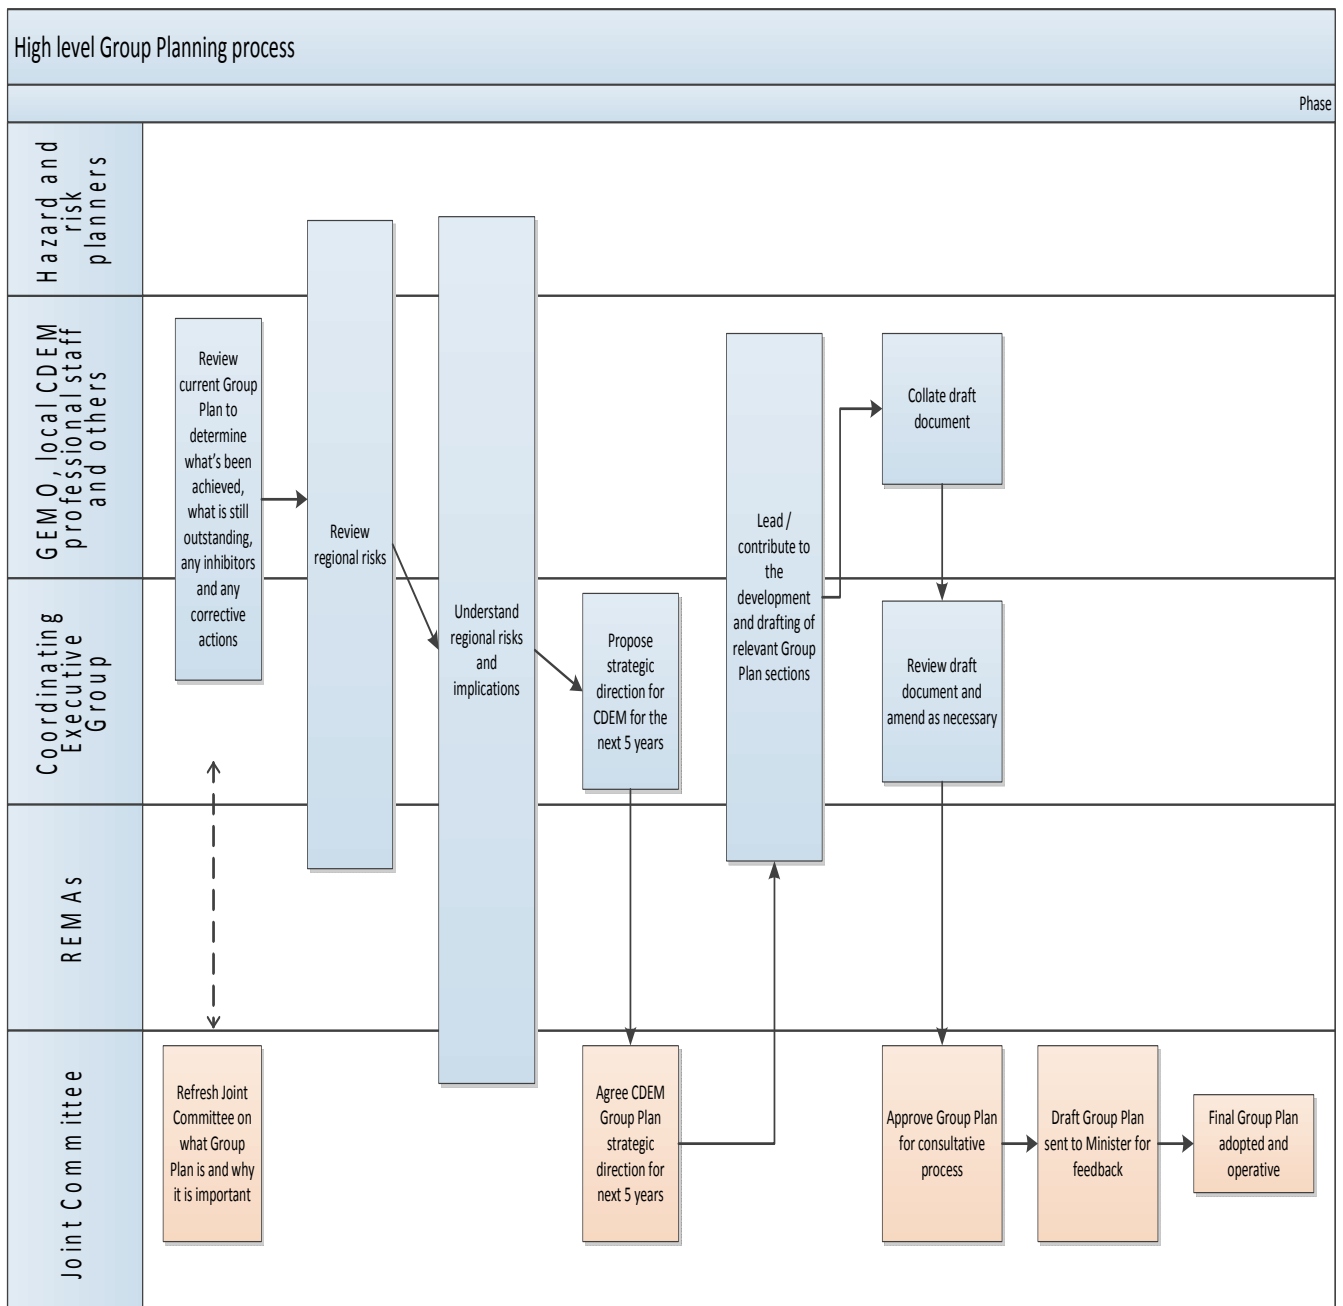 High level Group Planning process
Phase
Hazard and
risk
planners
GEMO, local CDEM
professional staff
and others
Coordinating
Executive
Group
REMAs
Joint Committee
Review
current Group
Plan to
determine
what's been
achieved,
what is still
outstanding,
any inhibitors
and any
corrective
actions
Review
regional risks
Understand
regional risks
and
implications
Propose
strategic
direction for
CDEM for the
next 5 years
Lead /
contribute to
the
development
and drafting of
relevant Group
Plan sections
Collate draft
document
Review draft
document and
amend as necessary
Refresh Joint
Committee on
what Group
Plan is and why
it is important
Agree CDEM
Group Plan
strategic
direction for
next 5 years
Approve Group Plan
for consultative
process
Draft Group Plan
sent to Minister for
feedback
Final Group Plan
adopted and
operative